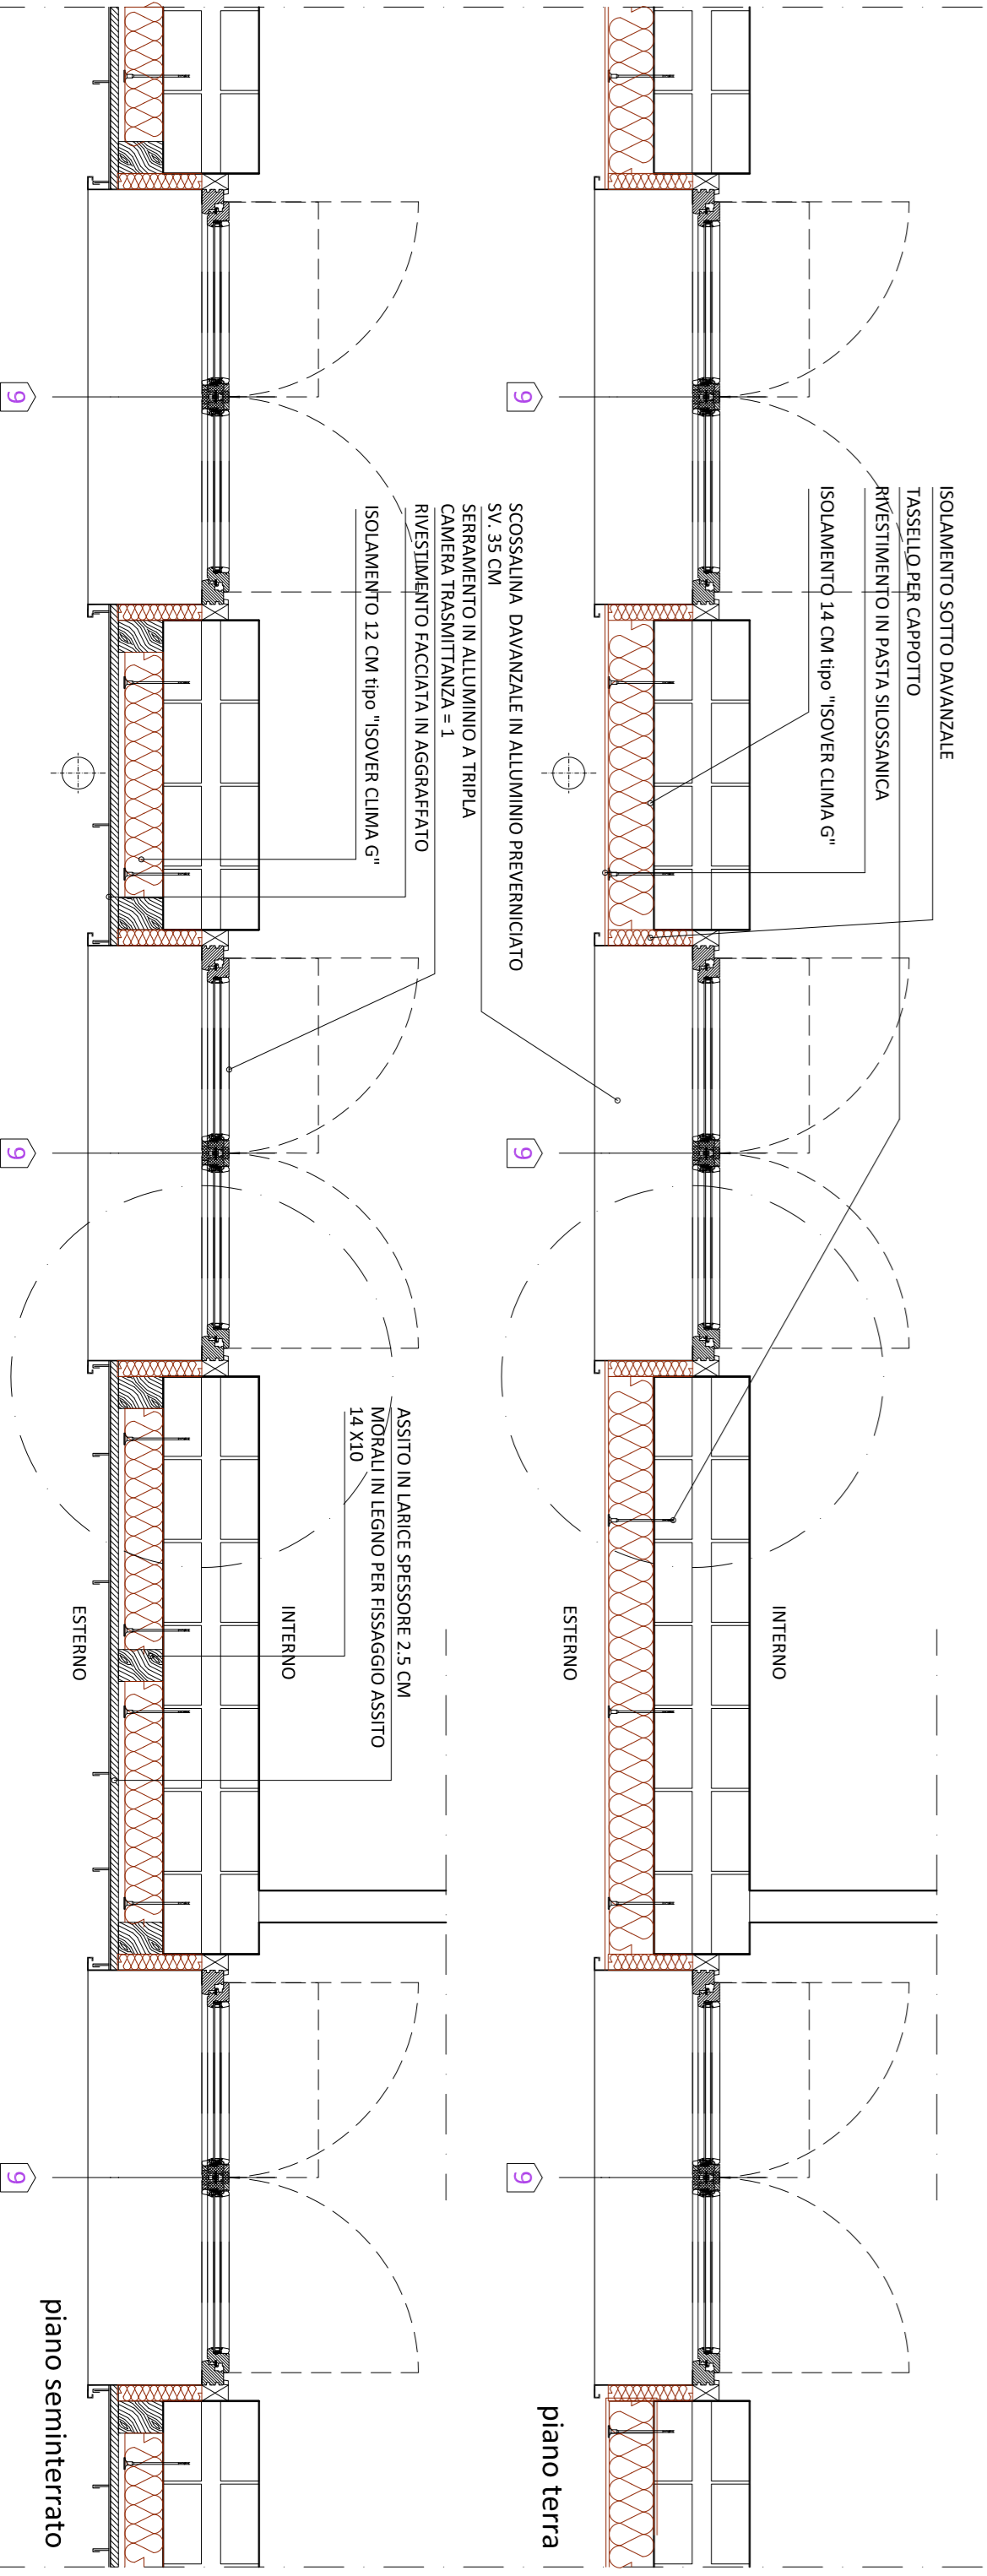 ISOLAMENTO SOTTO DAVANZALE
TASSELLO PER CAPPOTTO
RIVESTIMENTO IN PASTA SILOSSANICA
ISOLAMENTO 14 CM tipo "ISOVER CLIMA G"
INTERNO
ESTERNO
9
9
9
piano terra
SCOSSALINA DAVANZALE IN ALLUMINIO PREVERNICIATO
SV. 35 CM
SERRAMENTO IN ALLUMINIO A TRIPLA
CAMERA TRASMITTANZA = 1
RIVESTIMENTO FACCIATA IN AGGRAFFATO
ISOLAMENTO 12 CM tipo "ISOVER CLIMA G"
ASSITO IN LARICE SPESSORE 2.5 CM
MORALI IN LEGNO PER FISSAGGIO ASSITO
14 X10
INTERNO
ESTERNO
9
9
9
piano seminterrato